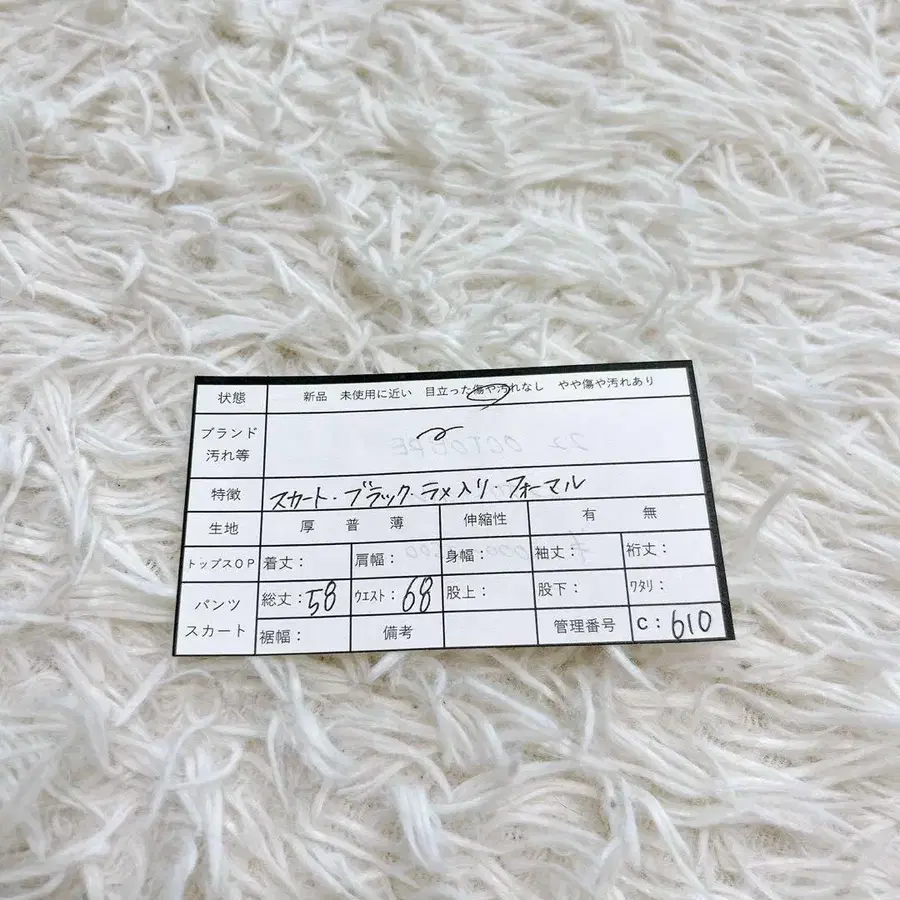 状態 新品 未使用に近い 目立った傷や汚れなし やや傷や汚れあり
ブランド
汚れ等
特徴 スカート・ブラック・ラメ入り・フォーマル
生地 厚 普 薄 伸縮性 有 無
トップスOP 着丈: 肩幅: 身幅: 袖丈: 裄丈:
パンツ
スカート
総丈:58 ウエスト:68 股上: 股下: ワタリ:
裾幅: 備考 管理番号 C:610